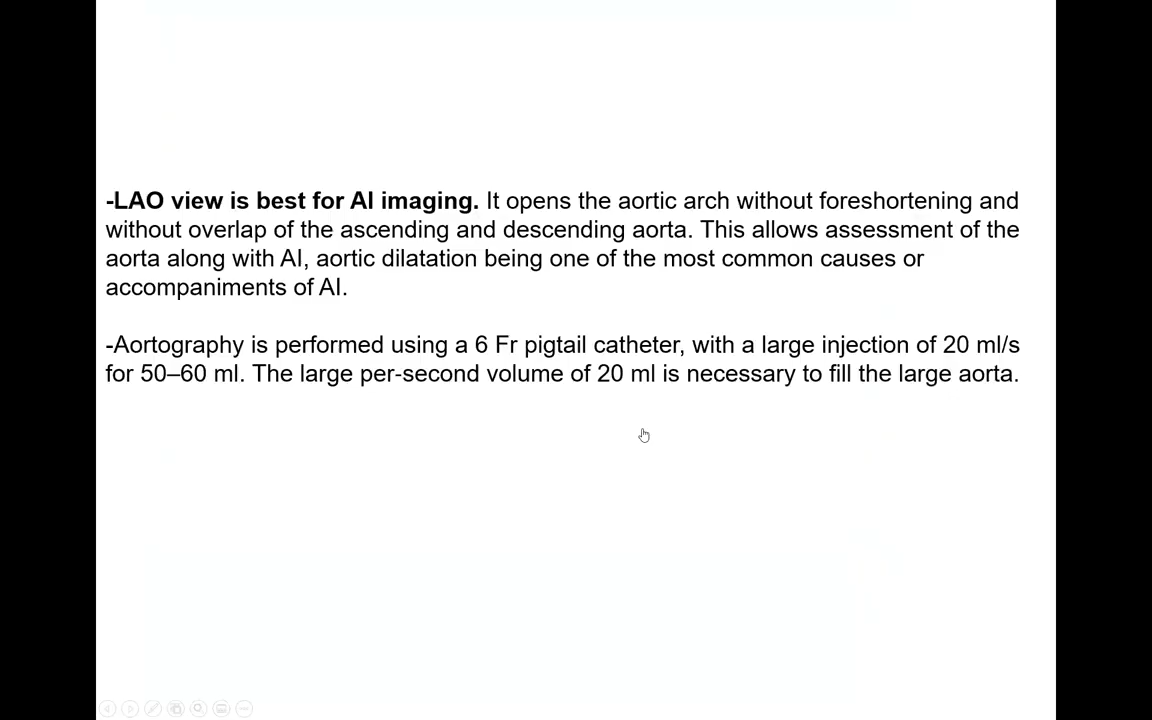 -LAO view is best for AI imaging. It opens the aortic arch without foreshortening and
without overlap of the ascending and descending aorta. This allows assessment of the
aorta along with AI, aortic dilatation being one of the most common causes or
accompaniments of AI.
-Aortography is performed using a 6 Fr pigtail catheter, with a large injection of 20 ml/s
for 50–60 ml. The large per-second volume of 20 ml is necessary to fill the large aorta.